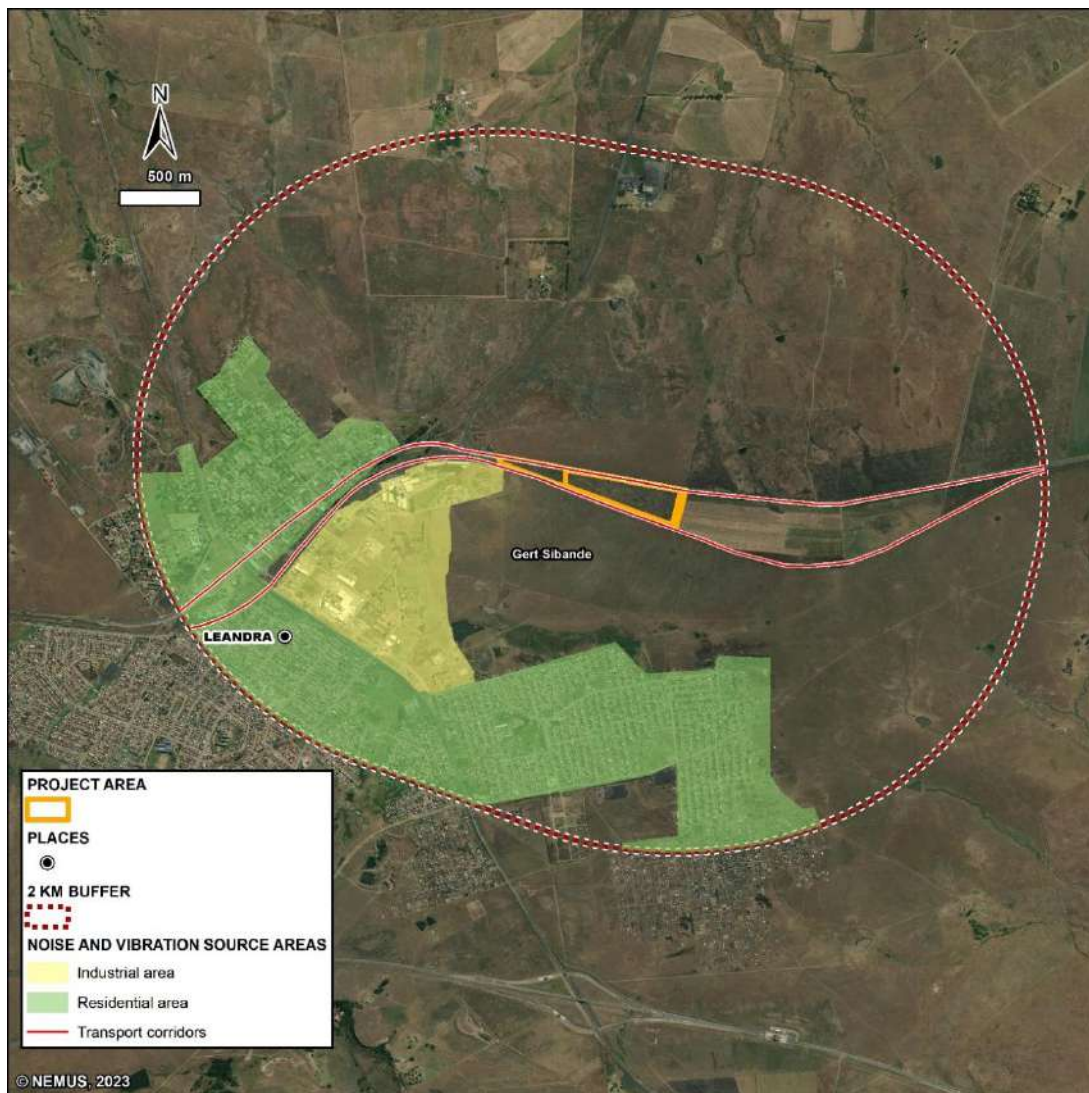 N
500 m
Gert Sibande
LEANDRA
PROJECT AREA
PLACES
2 KM BUFFER
NOISE AND VIBRATION SOURCE AREAS
Industrial area
Residential area
Transport corridors
© NEMUS, 2023